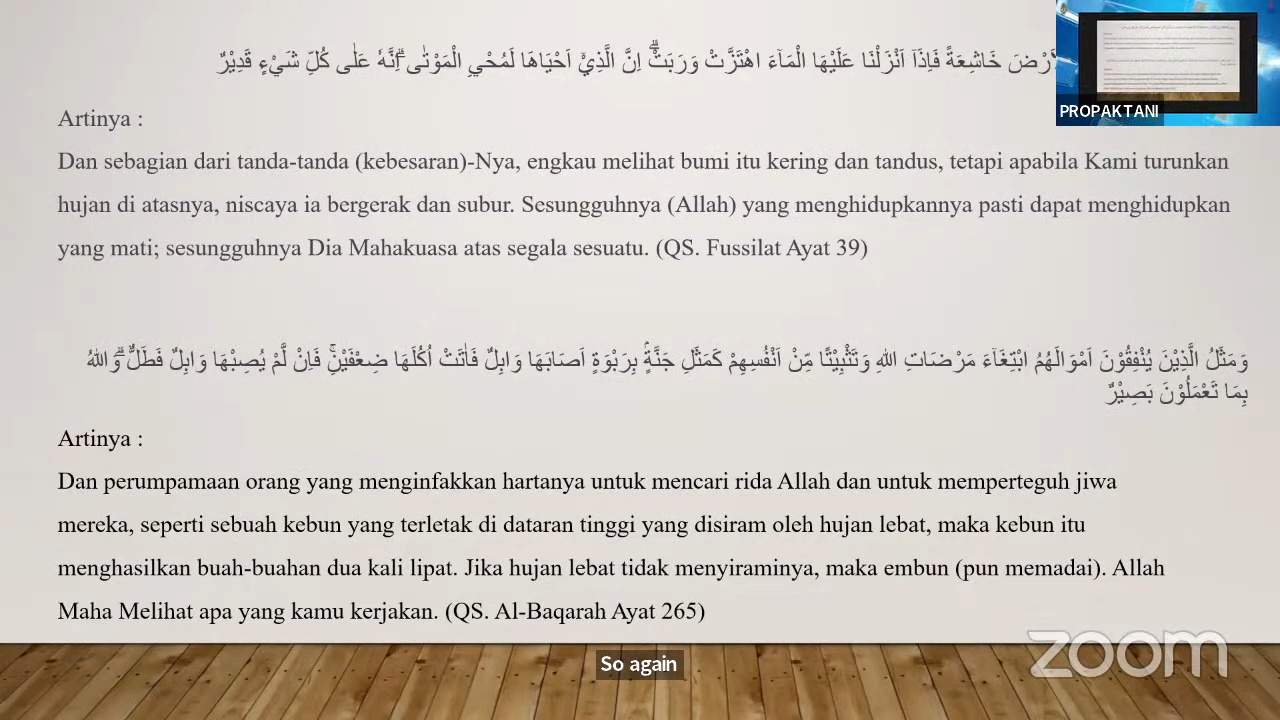 اَرْضَ خَاشِعَةً فَاِذَآ اَنْزَلْنَا عَلَيْهَا الْمَاۤءَ اهْتَزَّتْ وَرَبَتْۗ اِنَّ الَّذِيْٓ اَحْيَاهَا لَمُحْيِ الْمَوْتٰى ۗاِنَّهٗ عَلٰى كُلِّ شَيْءٍ قَدِيْرٌ
PROPAKTANI
Artinya :
Dan sebagian dari tanda-tanda (kebesaran)-Nya, engkau melihat bumi itu kering dan tandus, tetapi apabila Kami turunkan
hujan di atasnya, niscaya ia bergerak dan subur. Sesungguhnya (Allah) yang menghidupkannya pasti dapat menghidupkan
yang mati; sesungguhnya Dia Mahakuasa atas segala sesuatu. (QS. Fussilat Ayat 39)
وَمَثَلُ الَّذِيْنَ يُنْفِقُوْنَ اَمْوَالَهُمُ ابْتِغَاۤءَ مَرْضَاتِ اللهِ وَتَثْبِيْتًا مِّنْ اَنْفُسِهِمْ كَمَثَلِ جَنَّةٍۢ بِرَبْوَةٍ اَصَابَهَا وَابِلٌ فَاٰتَتْ اُكُلَهَا ضِعْفَيْنِۚ فَاِنْ لَّمْ يُصِبْهَا وَابِلٌ فَطَلٌّ ۗوَاللهُ
بِمَا تَعْمَلُوْنَ بَصِيْرٌ
Artinya :
Dan perumpamaan orang yang menginfakkan hartanya untuk mencari rida Allah dan untuk memperteguh jiwa
mereka, seperti sebuah kebun yang terletak di dataran tinggi yang disiram oleh hujan lebat, maka kebun itu
menghasilkan buah-buahan dua kali lipat. Jika hujan lebat tidak menyiraminya, maka embun (pun memadai). Allah
Maha Melihat apa yang kamu kerjakan. (QS. Al-Baqarah Ayat 265)
So again
zoom